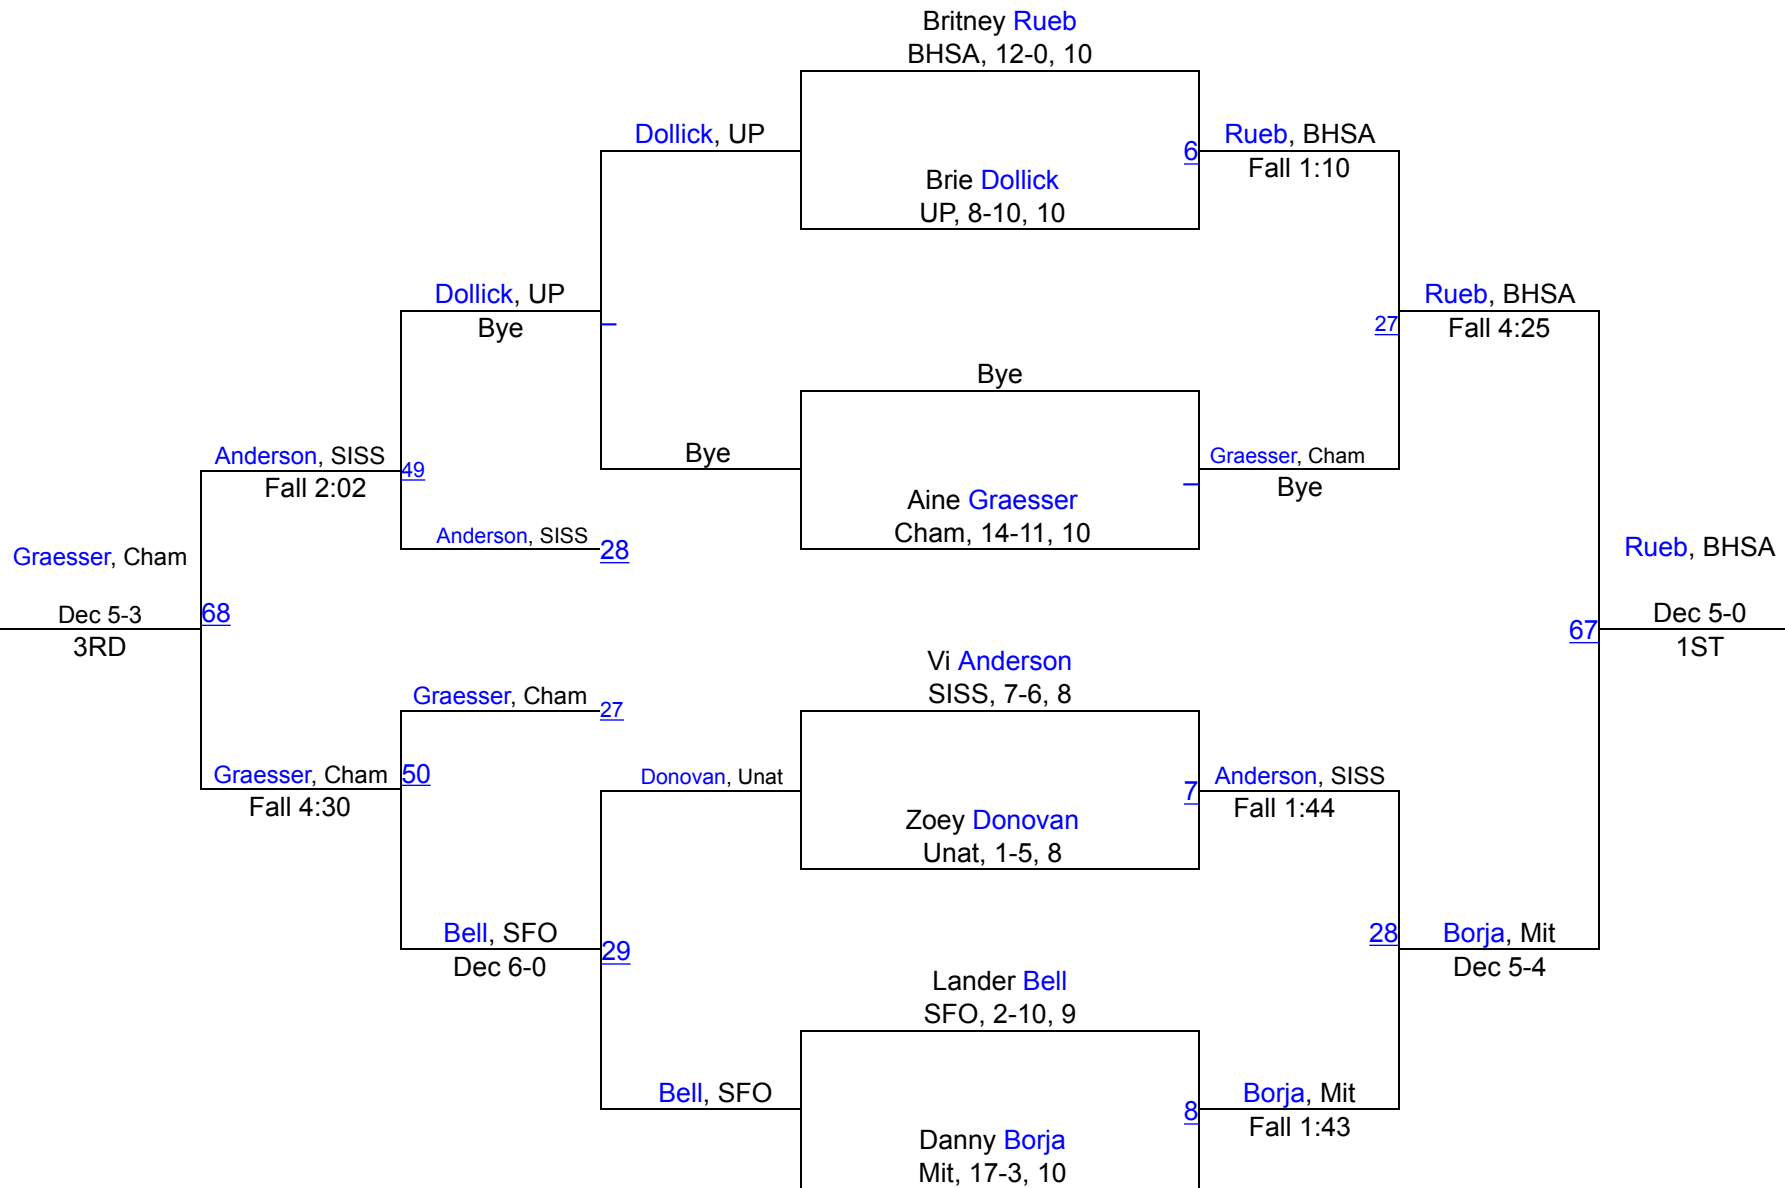 Britney Rueb
BHSA, 12-0, 10
Dollick, UP
6
Rueb, BHSA
Fall 1:10
Brie Dollick
UP, 8-10, 10
Dollick, UP
Bye
27
Rueb, BHSA
Fall 4:25
Bye
Bye
Graesser, Cham
Bye
Anderson, SISS
49
Fall 2:02
Aine Graesser
Cham, 14-11, 10
Anderson, SISS
28
Graesser, Cham
Dec 5-3
3RD
68
Rueb, BHSA
67
Dec 5-0
1ST
Vi Anderson
SISS, 7-6, 8
Graesser, Cham
27
Graesser, Cham
50
Fall 4:30
Donovan, Unat
7
Anderson, SISS
Fall 1:44
Zoey Donovan
Unat, 1-5, 8
Bell, SFO
Dec 6-0
29
28
Borja, Mit
Dec 5-4
Lander Bell
SFO, 2-10, 9
Bell, SFO
8
Borja, Mit
Fall 1:43
Danny Borja
Mit, 17-3, 10